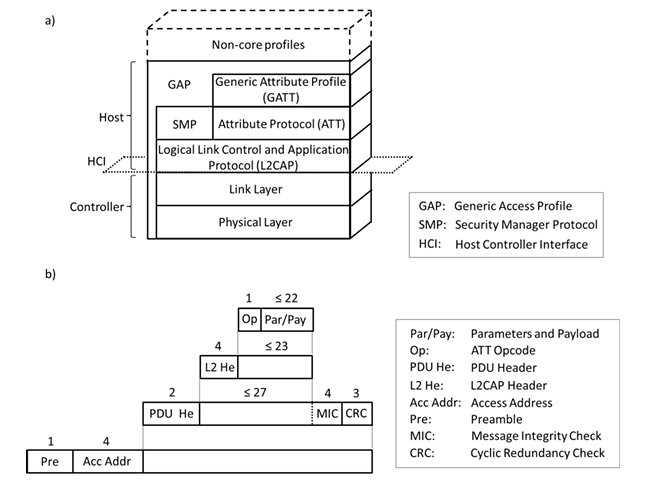 a)
Non-core profiles
GAP
Generic Attribute Profile
(GATT)
Host
SMP
Attribute Protocol (ATT)
Logical Link Control and Application
Protocol (L2CAP)
HCI
Link Layer
Controller
Physical Layer
GAP: Generic Access Profile
SMP: Security Manager Protocol
HCI: Host Controller Interface
b)
1 ≤ 22
Op Par/Pay
4 ≤ 23
L2 He
2 ≤ 27 4 3
PDU He MIC CRC
1 4
Pre Acc Addr
Par/Pay: Parameters and Payload
Op: ATT Opcode
PDU He: PDU Header
L2 He: L2CAP Header
Acc Addr: Access Address
Pre: Preamble
MIC: Message Integrity Check
CRC: Cyclic Redundancy Check